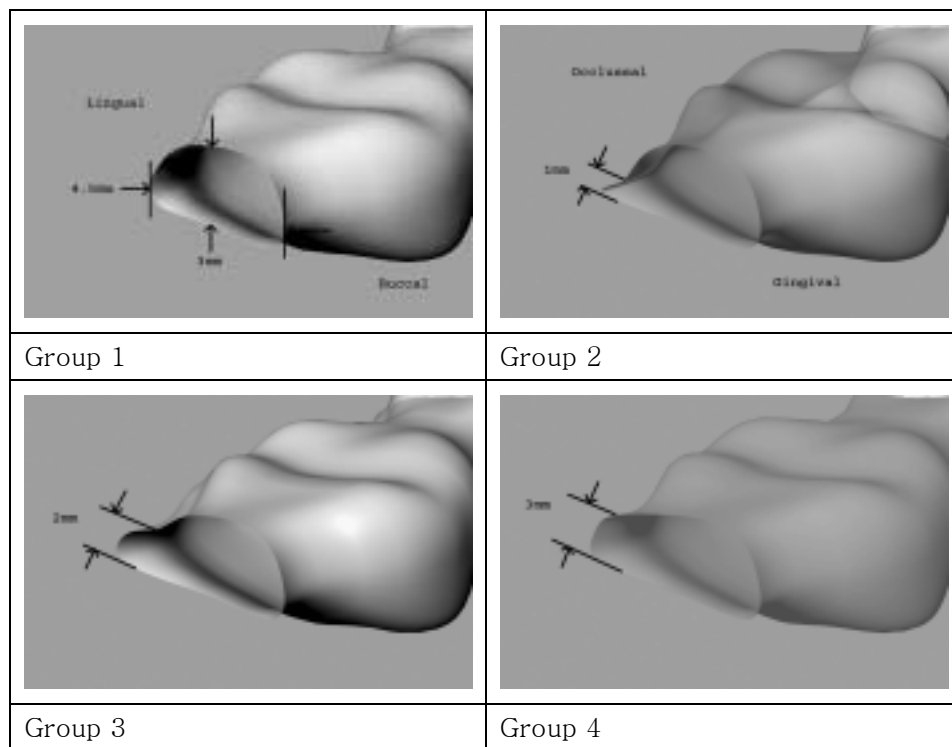 Lingual
4.5mm
3mm
Buccal
Occlusal
1mm
Gingival
Group 1
Group 2
2mm
3mm
Group 3
Group 4